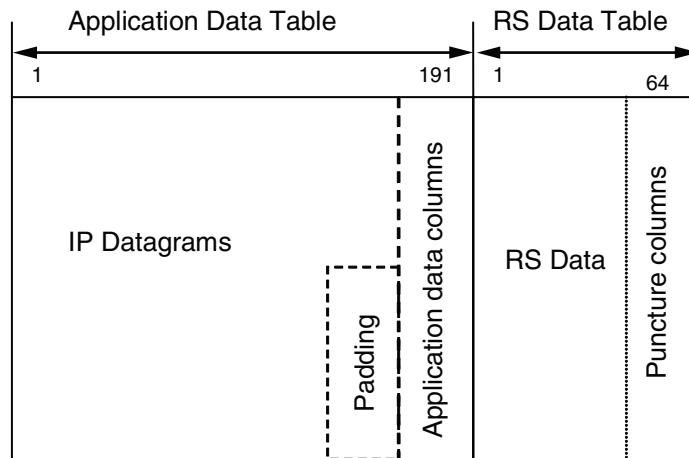 Application Data Table
RS Data Table
1
191
1
64
IP Datagrams
Padding
Application data columns
RS Data
Puncture columns